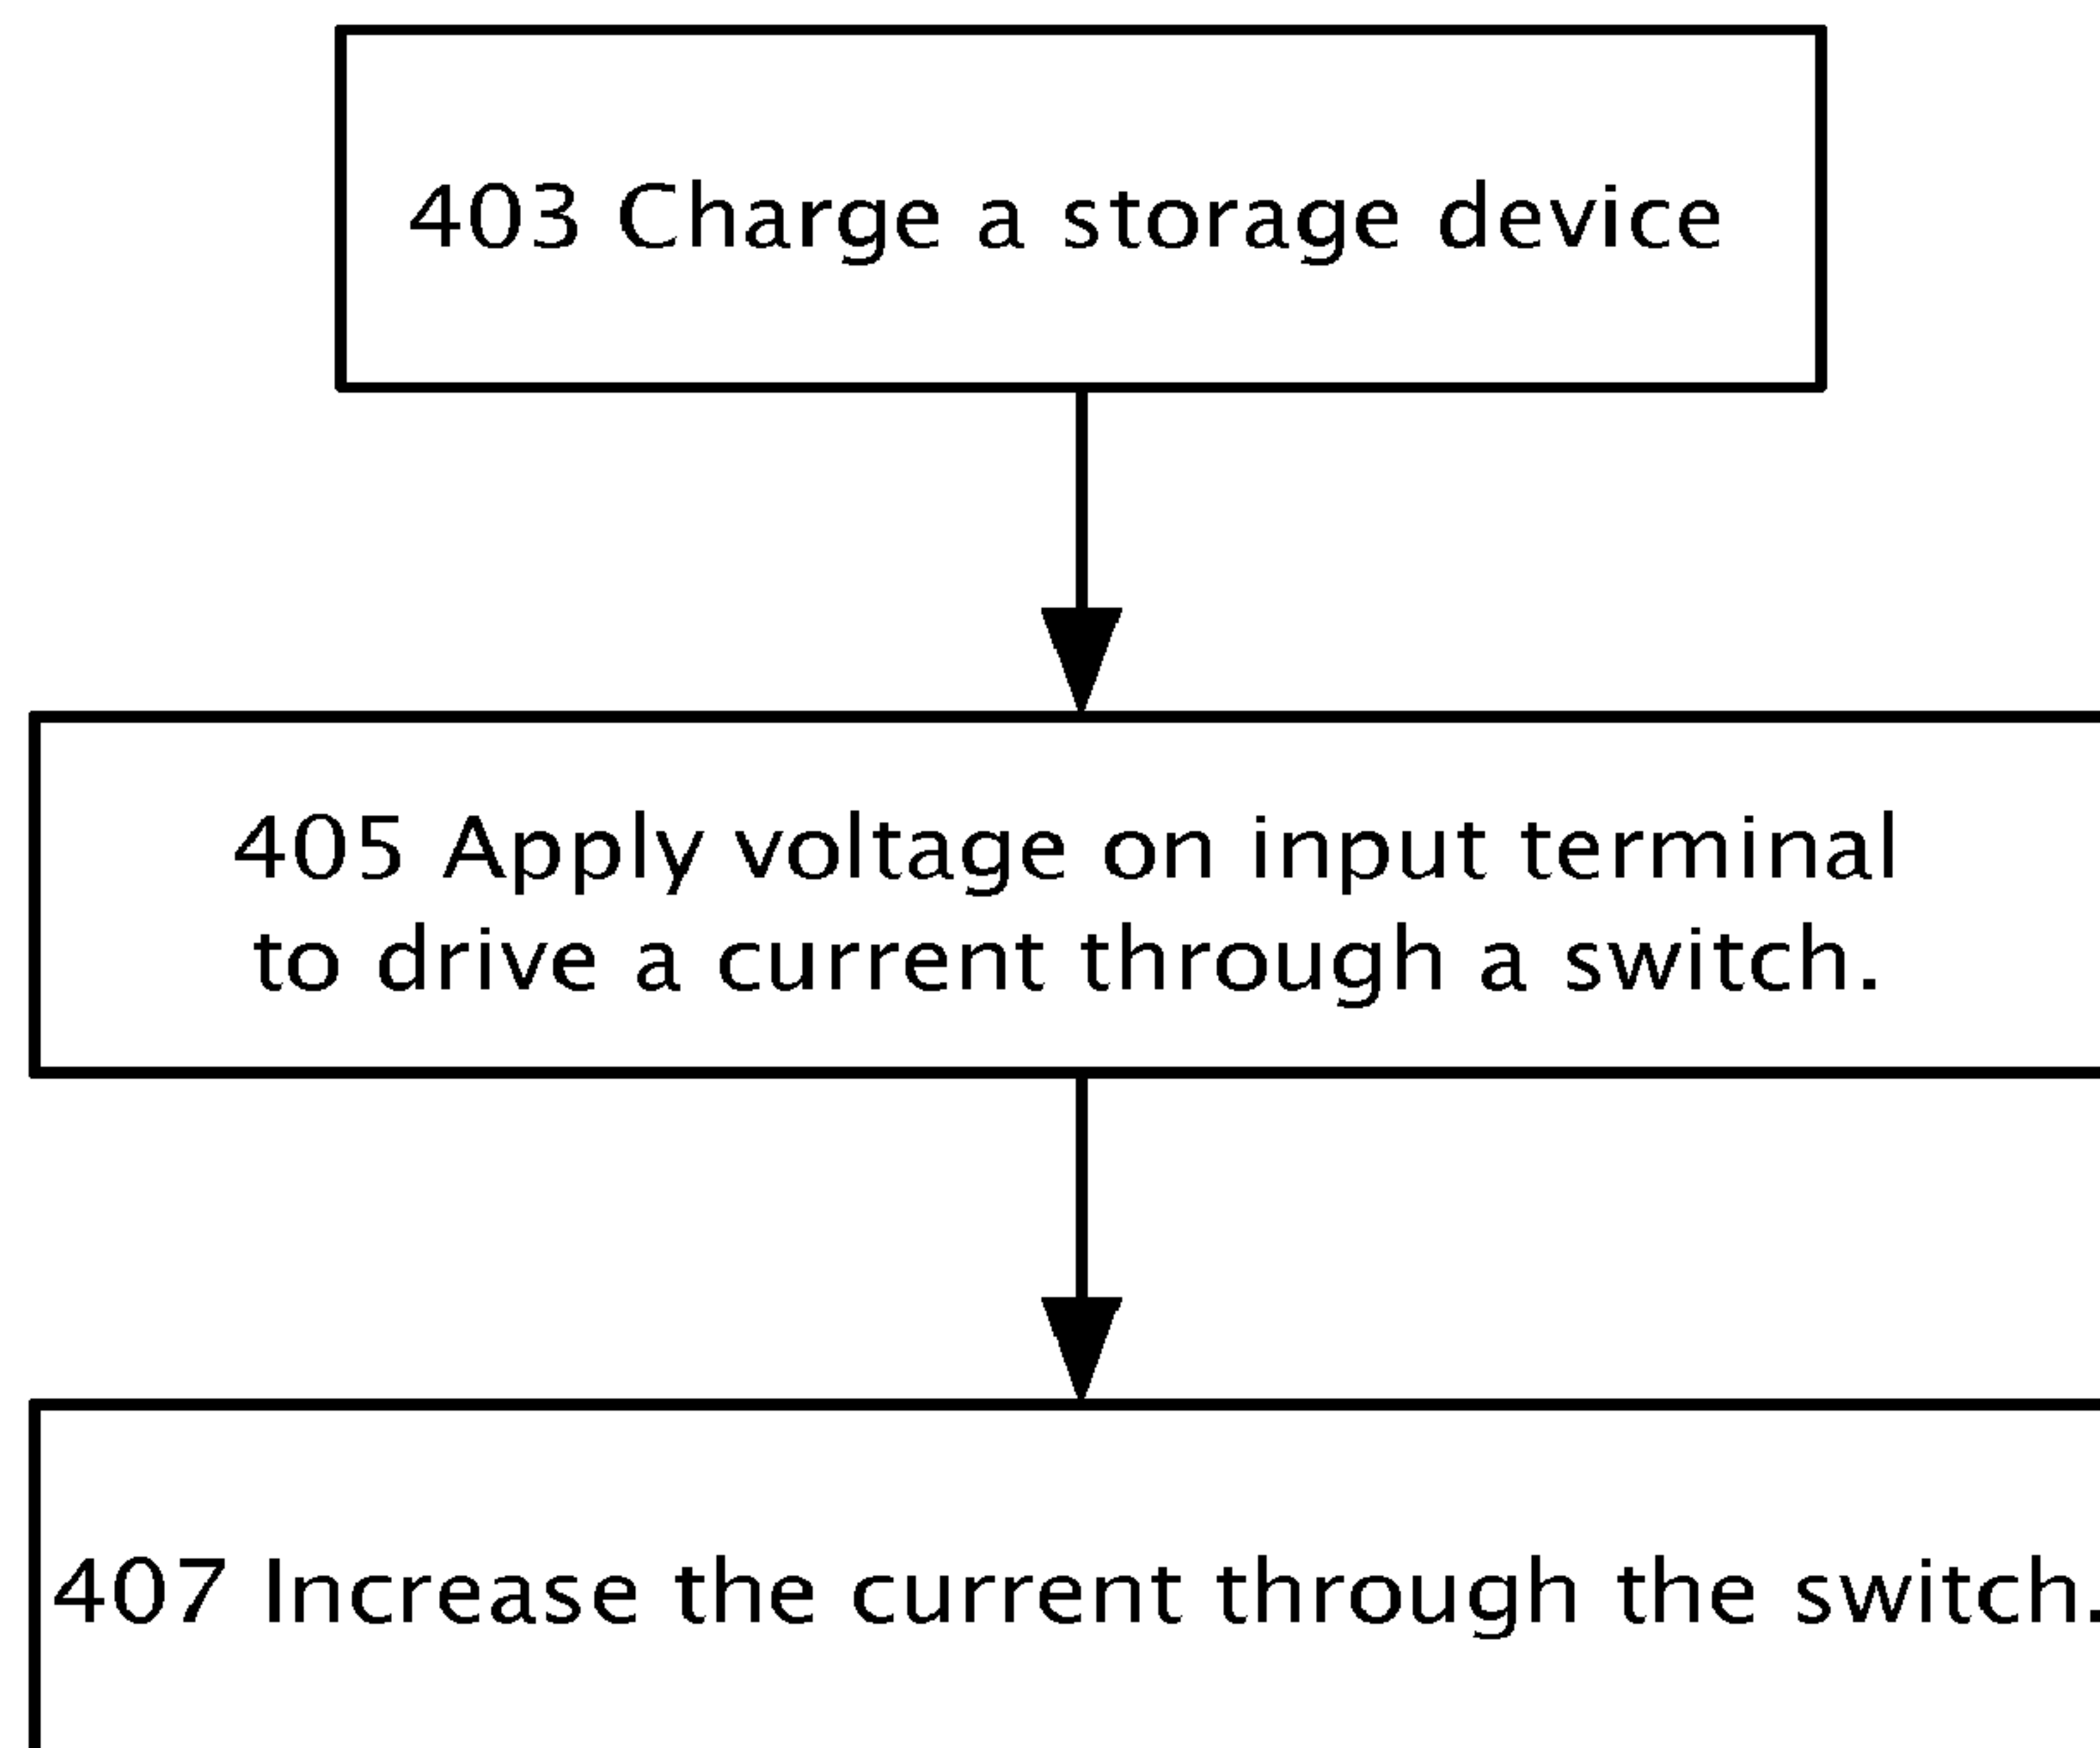 403 Charge a storage device
405 Apply voltage on input terminal
to drive a current through a switch.
407 Increase the current through the switch.